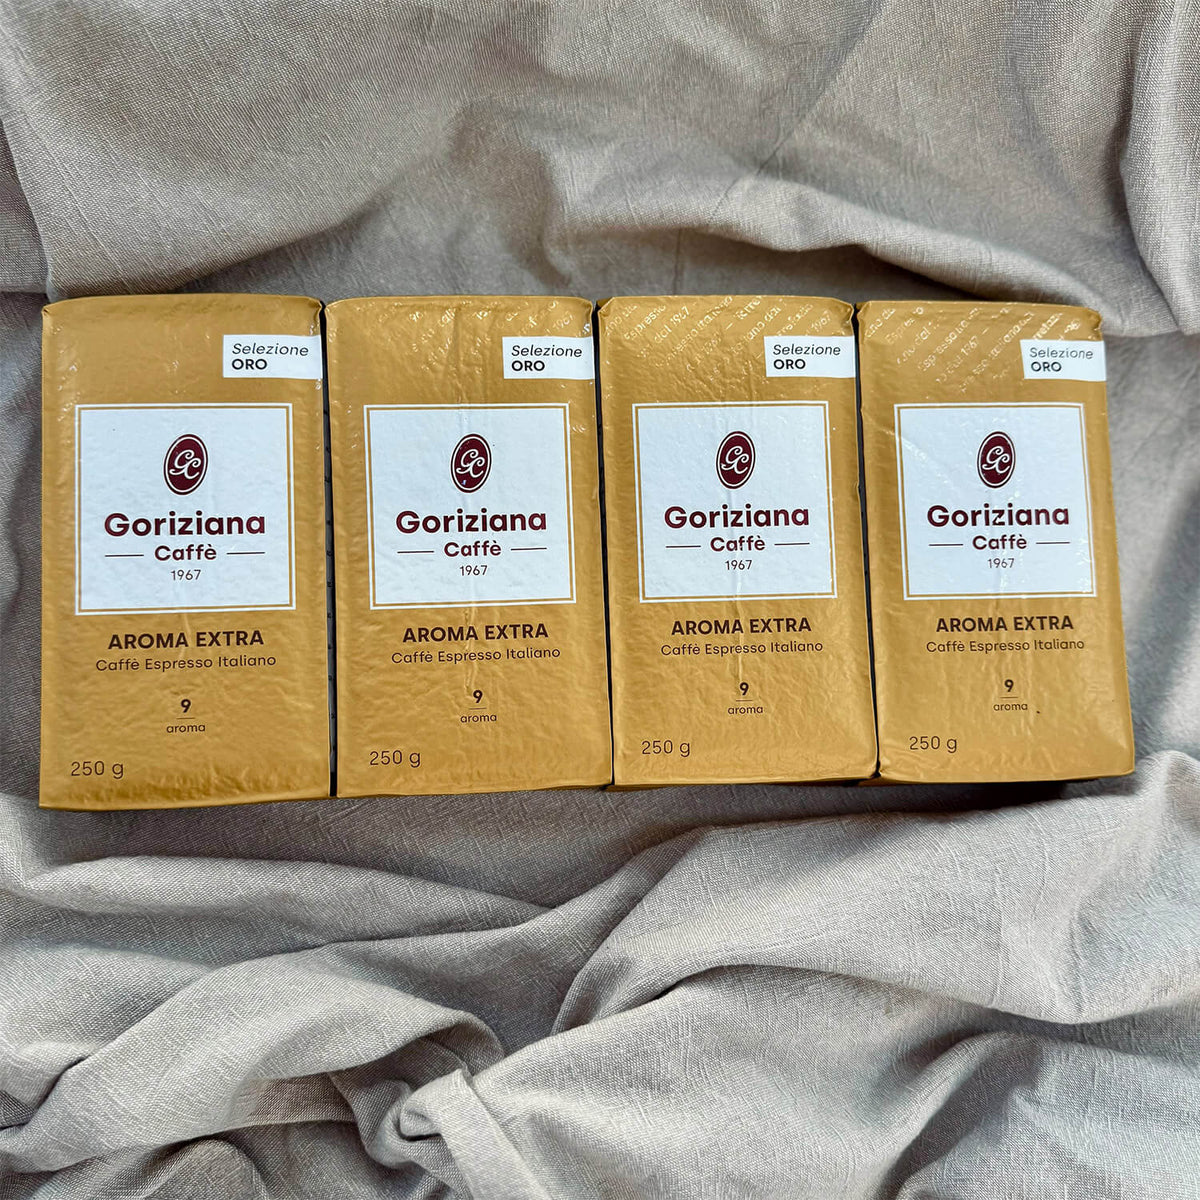 Selezione
ORO
GC
Goriziana
Caffè
1967
AROMA EXTRA
Caffè Espresso Italiano
9
aroma
250 g
Selezione
ORO
GC
Goriziana
Caffè
1967
AROMA EXTRA
Caffè Espresso Italiano
9
aroma
250 g
Selezione
ORO
GC
Goriziana
Caffè
1967
AROMA EXTRA
Caffè Espresso Italiano
9
aroma
250 g
Selezione
ORO
GC
Goriziana
Caffè
1967
AROMA EXTRA
Caffè Espresso Italiano
9
aroma
250 g